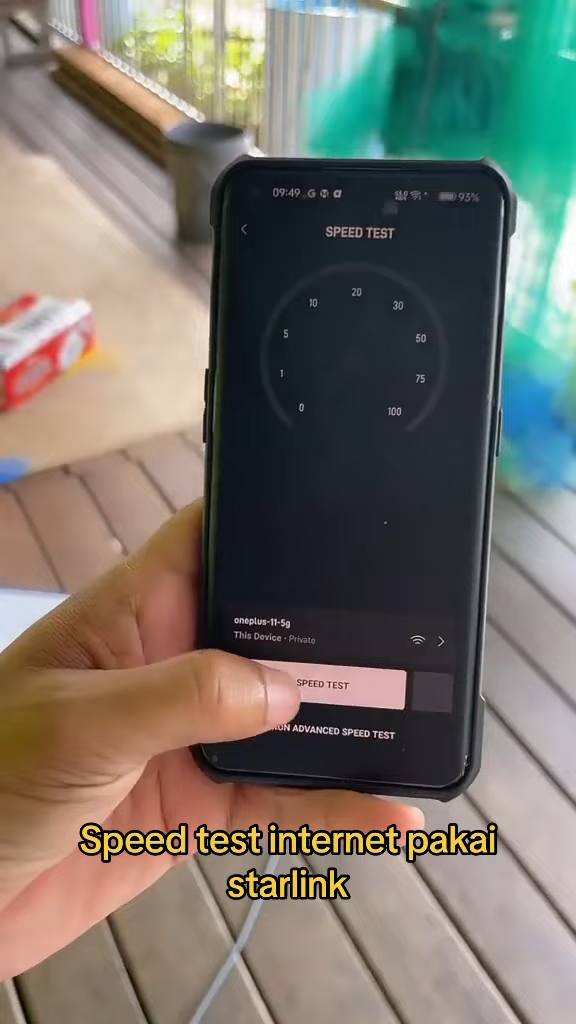 09:49
93%
SPEED TEST
20
10
30
5
50
1
75
0
100
oneplus-11-5g
This Device - Private
SPEED TEST
RUN ADVANCED SPEED TEST
Speed test internet pakai
starlink